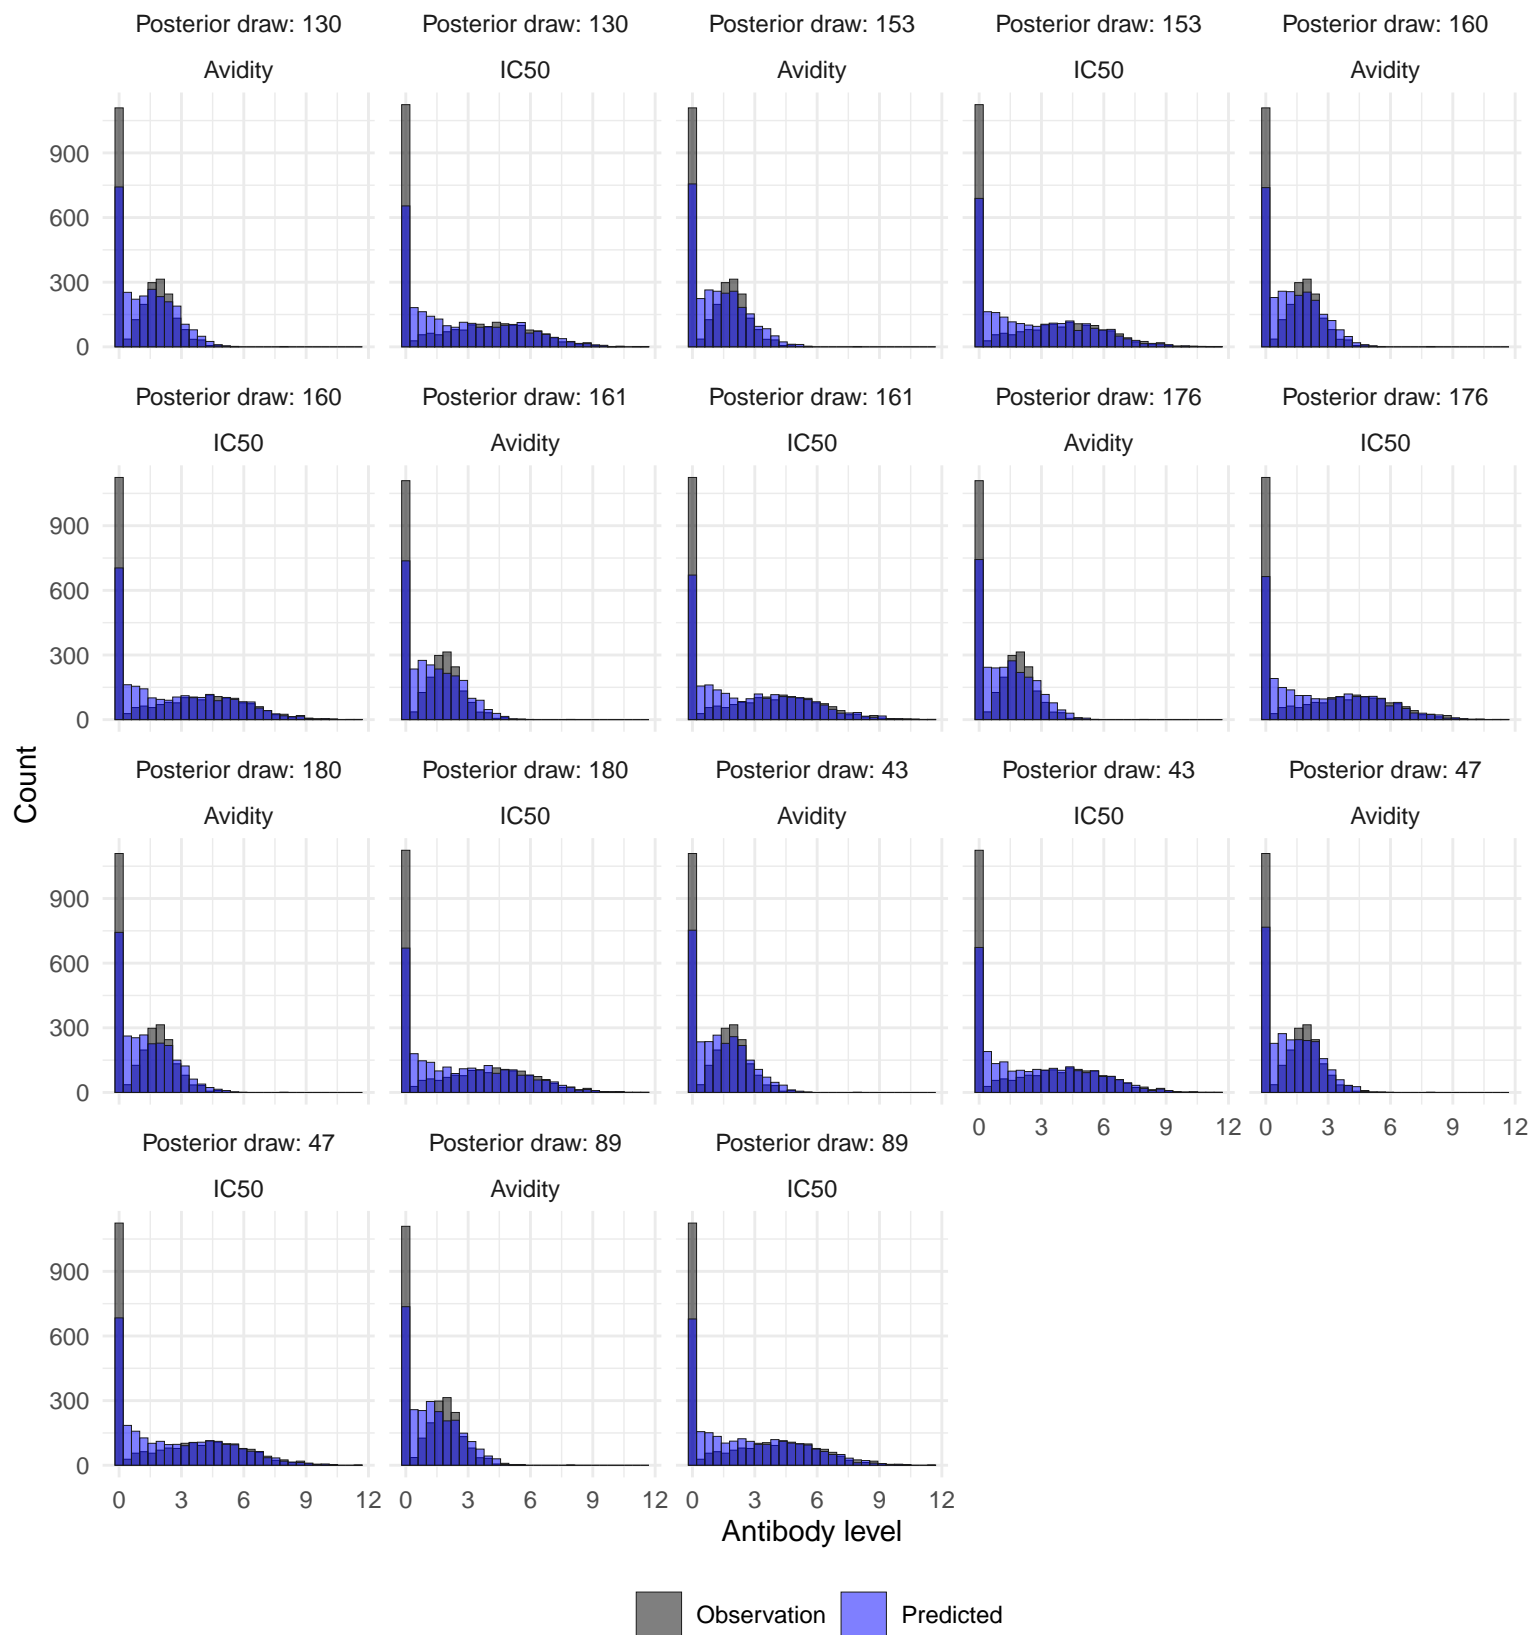 Posterior draw: 130 Posterior draw: 130 Posterior draw: 153 Posterior draw: 153 Posterior draw: 160
Avidity IC50 Avidity IC50 Avidity
900
600
300
0
Posterior draw: 160 Posterior draw: 161 Posterior draw: 161 Posterior draw: 176 Posterior draw: 176
IC50 Avidity IC50 Avidity IC50
900
600
300
0
Count
Posterior draw: 180 Posterior draw: 180 Posterior draw: 43 Posterior draw: 43 Posterior draw: 47
Avidity IC50 Avidity IC50 Avidity
900
600
300
0
0 3 6 9 12 0 3 6 9 12
Posterior draw: 47 Posterior draw: 89 Posterior draw: 89
IC50 Avidity IC50
900
600
300
0
0 3 6 9 12 0 3 6 9 12 0 3 6 9 12
Antibody level
Observation Predicted